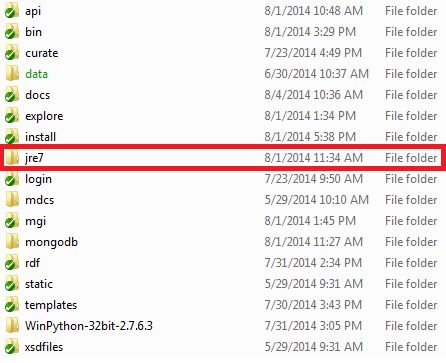 api 8/1/2014 10:48 AM File folder
bin 8/1/2014 3:29 PM File folder
curate 7/23/2014 4:49 PM File folder
data 6/30/2014 10:37 AM File folder
docs 8/4/2014 10:36 AM File folder
explore 8/1/2014 1:34 PM File folder
install 8/1/2014 5:38 PM File folder
jre7 8/1/2014 11:34 AM File folder
login 7/23/2014 9:50 AM File folder
mdcs 5/29/2014 10:10 AM File folder
mgi 8/1/2014 1:45 PM File folder
mongodb 8/1/2014 11:27 AM File folder
rdf 7/31/2014 2:34 PM File folder
static 5/29/2014 9:31 AM File folder
templates 7/30/2014 3:43 PM File folder
WinPython-32bit-2.7.6.3 7/31/2014 3:05 PM File folder
xsdfiles 5/29/2014 9:31 AM File folder